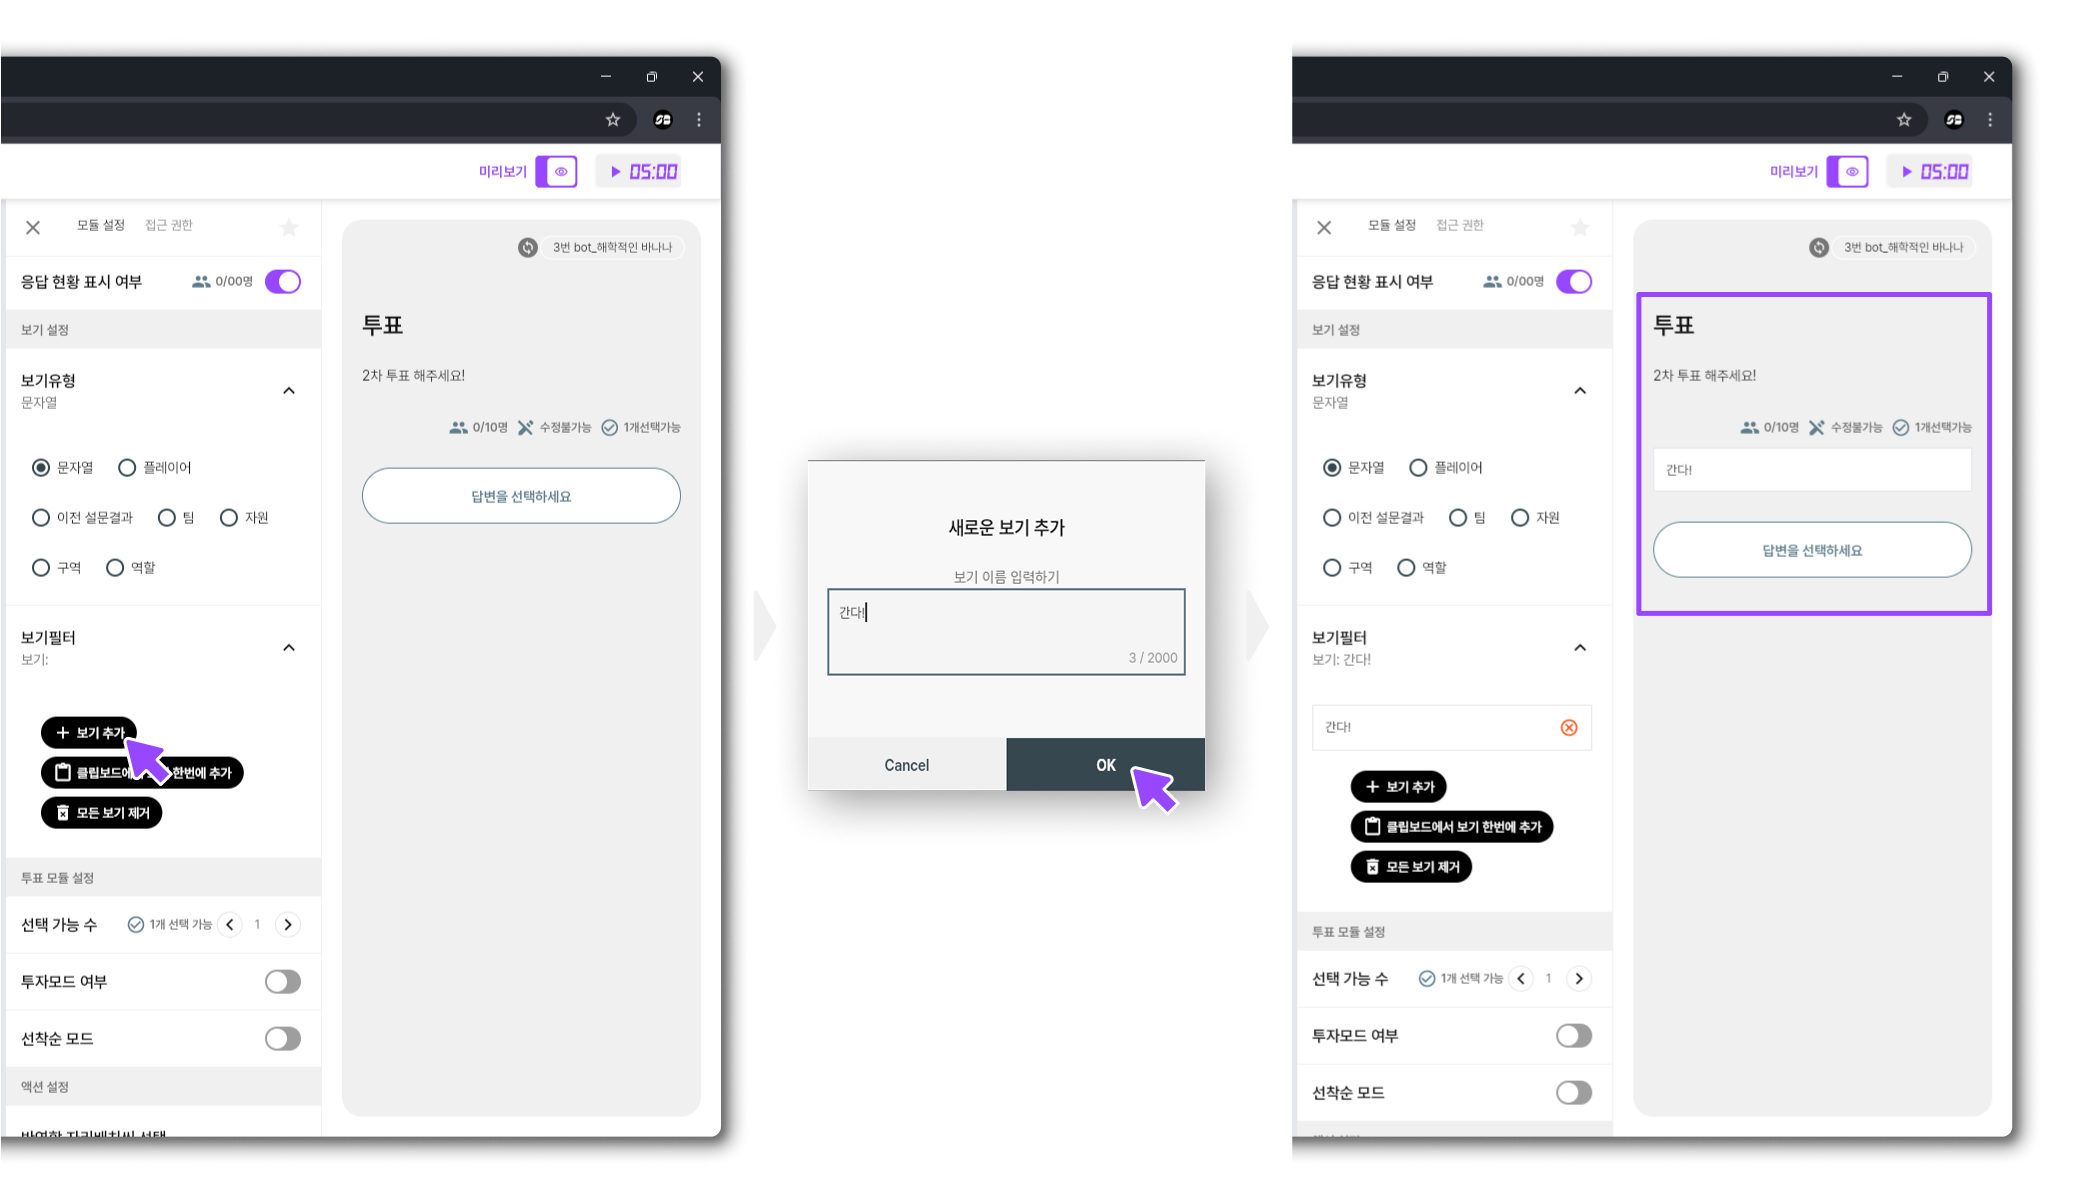 미리보기
05:00
모듈 설정 접근 권한
3번 bot_해학적인 바나나
응답 현황 표시 여부 0/00명
보기 설정
투표
보기유형
문자열
2차 투표 해주세요!
0/10명 수정불가능 1개선택가능
문자열 플레이어
답변을 선택하세요
이전 설문결과 팀 자원
구역 역할
보기필터
보기:
+ 보기 추가
한번에 추가
모든 보기 제거
투표 모듈 설정
선택 가능 수 1개 선택 가능 1
투자모드 여부
선착순 모드
액션 설정
새로운 보기 추가
보기 이름 입력하기
간다!
3 / 2000
Cancel OK
미리보기
05:00
모듈 설정 접근 권한
3번 bot_해학적인 바나나
응답 현황 표시 여부 0/00명
보기 설정
투표
보기유형
문자열
2차 투표 해주세요!
0/10명 수정불가능 1개선택가능
문자열 플레이어
간다!
이전 설문결과 팀 자원
답변을 선택하세요
구역 역할
보기필터
보기: 간다!
간다!
+ 보기 추가
클립보드에서 보기 한번에 추가
모든 보기 제거
투표 모듈 설정
선택 가능 수 1개 선택 가능 1
투자모드 여부
선착순 모드